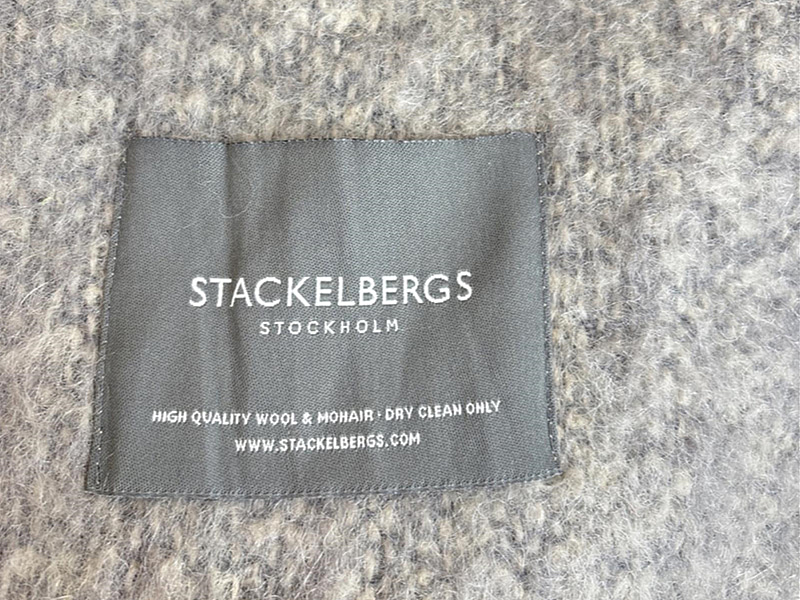 STACKELBERGS
STOCKHOLM
HIGH QUALITY WOOL & MOHAIR · DRY CLEAN ONLY
WWW.STACKELBERGS.COM